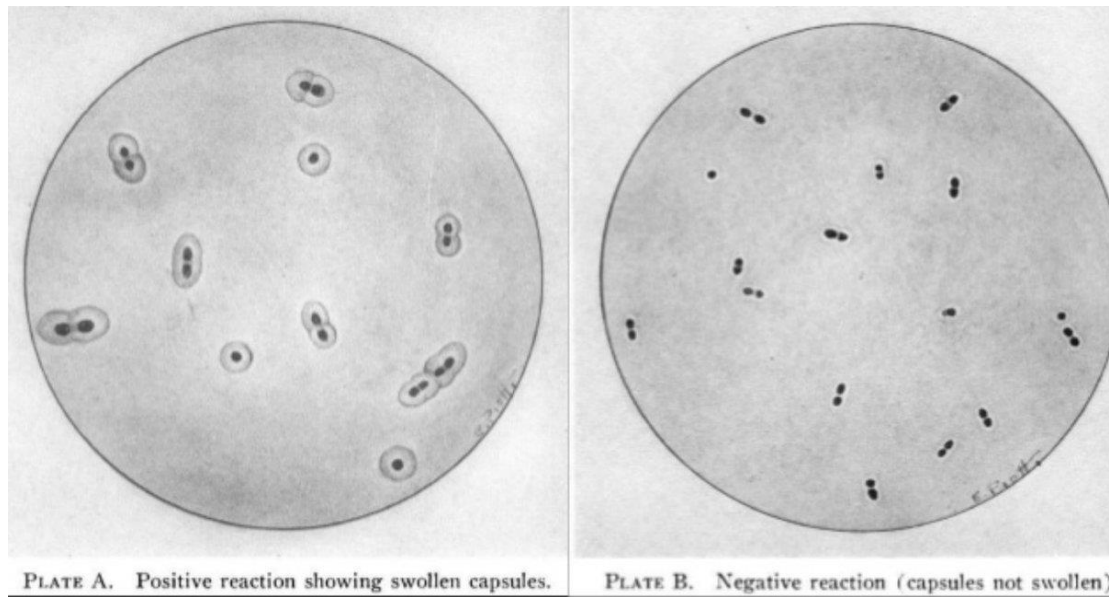 PLATE A. Positive reaction showing swollen capsules.
PLATE B. Negative reaction (capsules not swollen)